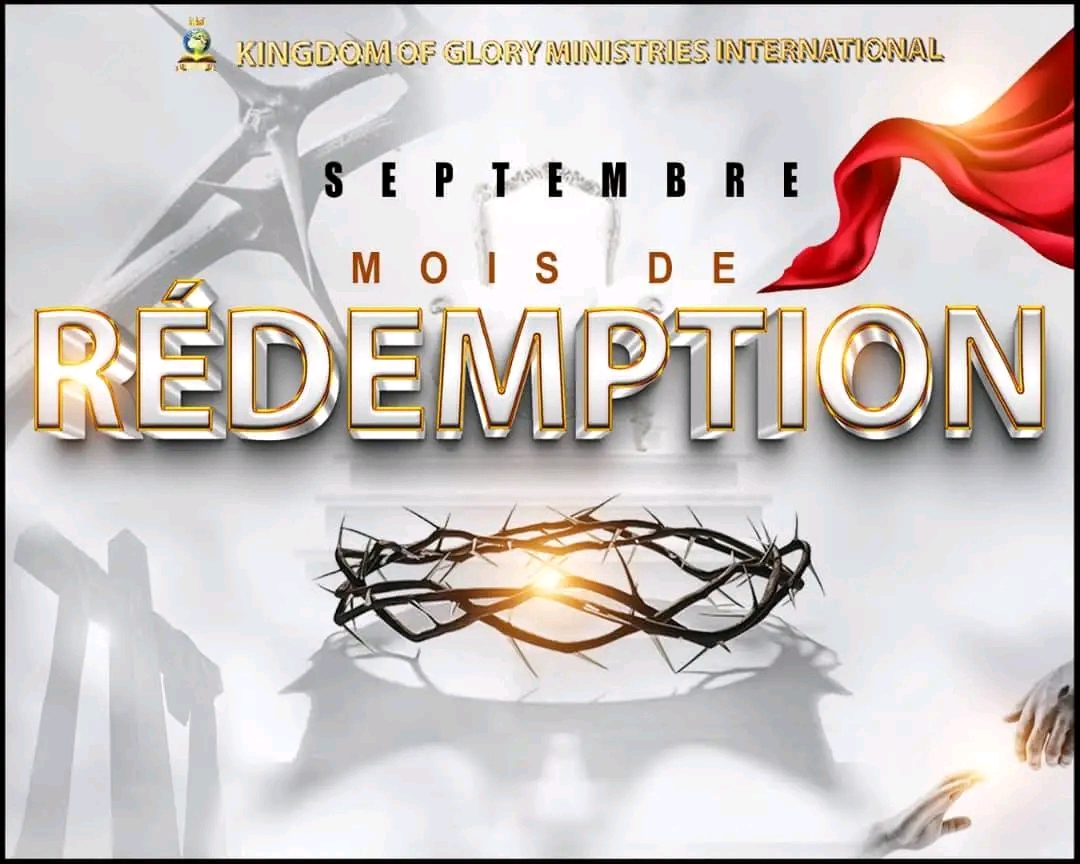 KINGDOM OF GLORY MINISTRIES INTERNATIONAL
SEPTEMBRE
MOIS DE
RÉDEMPTION